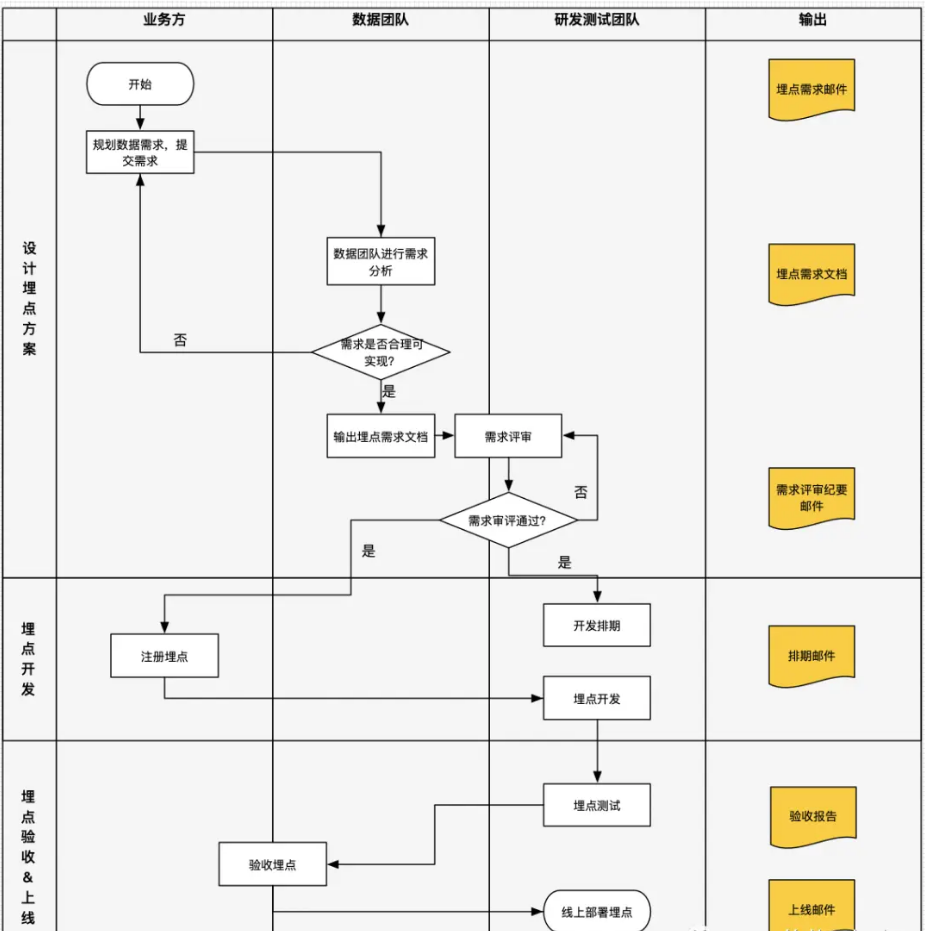 业务方
数据团队
研发测试团队
输出
设计埋点方案
开始
埋点需求邮件
规划数据需求，提
交需求
数据团队进行需求
分析
埋点需求文档
需求是否合理可
实现？
否
是
输出埋点需求文档
需求评审
需求评审纪要
邮件
否
需求审评通过？
是
是
埋点开发
开发排期
注册埋点
排期邮件
埋点开发
埋点验收&上线
埋点测试
验收报告
验收埋点
线上部署埋点
上线邮件